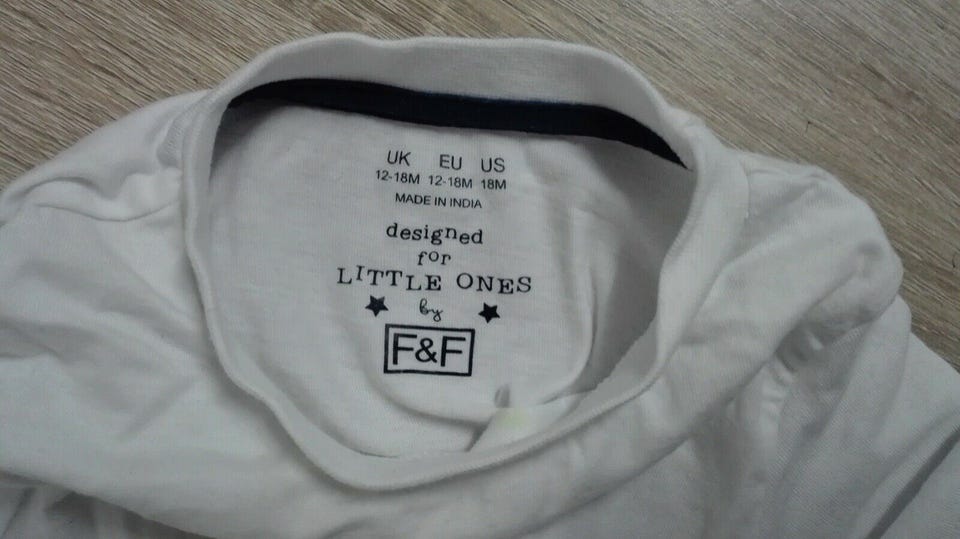 UK EU US
12-18M 12-18M 18M
MADE IN INDIA
designed
for
LITTLE ONES
by
F&F